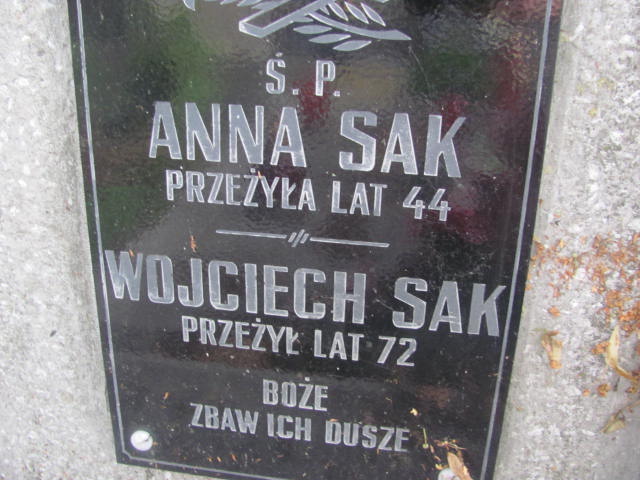 Ś. P.
ANNA SAK
PRZEŻYŁA LAT 44
WOJCIECH SAK
PRZEŻYŁ LAT 72
BOŻE
ZBAW ICH DUSZE